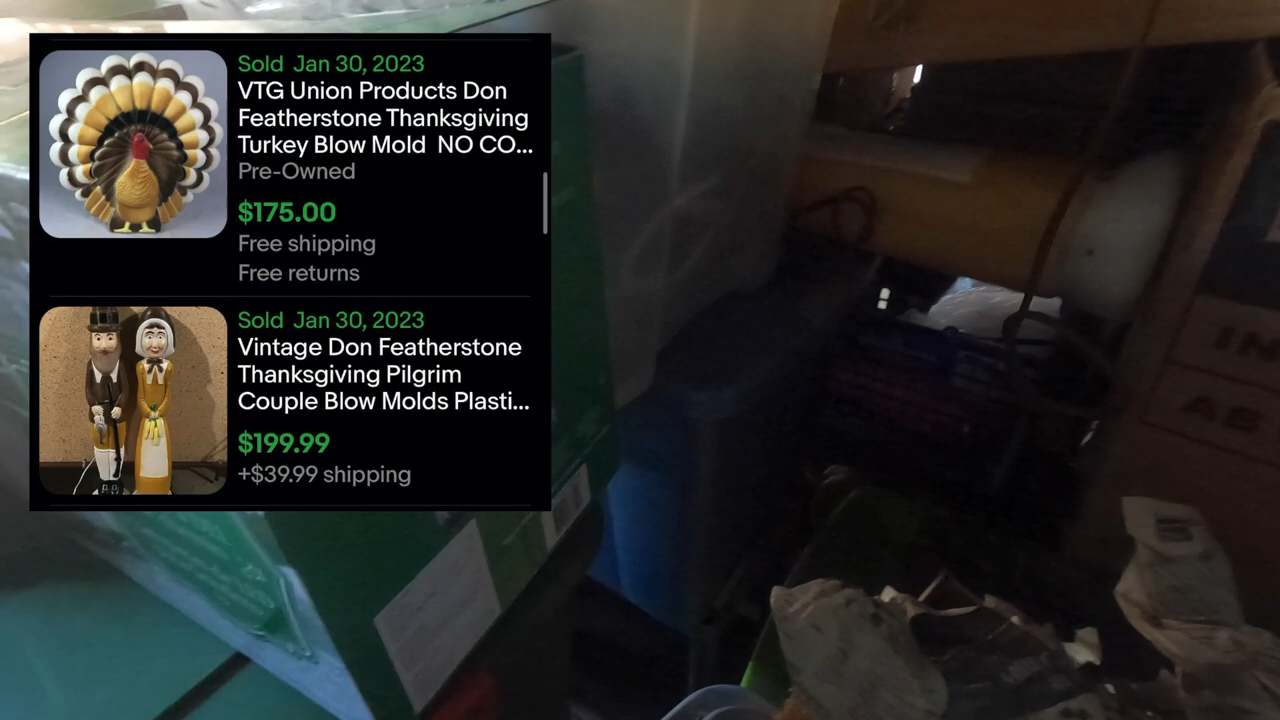 Sold Jan 30, 2023
VTG Union Products Don
Featherstone Thanksgiving
Turkey Blow Mold NO CO...
Pre-Owned
$175.00
Free shipping
Free returns
Sold Jan 30, 2023
Vintage Don Featherstone
Thanksgiving Pilgrim
Couple Blow Molds Plasti...
$199.99
+$39.99 shipping
IN
AS